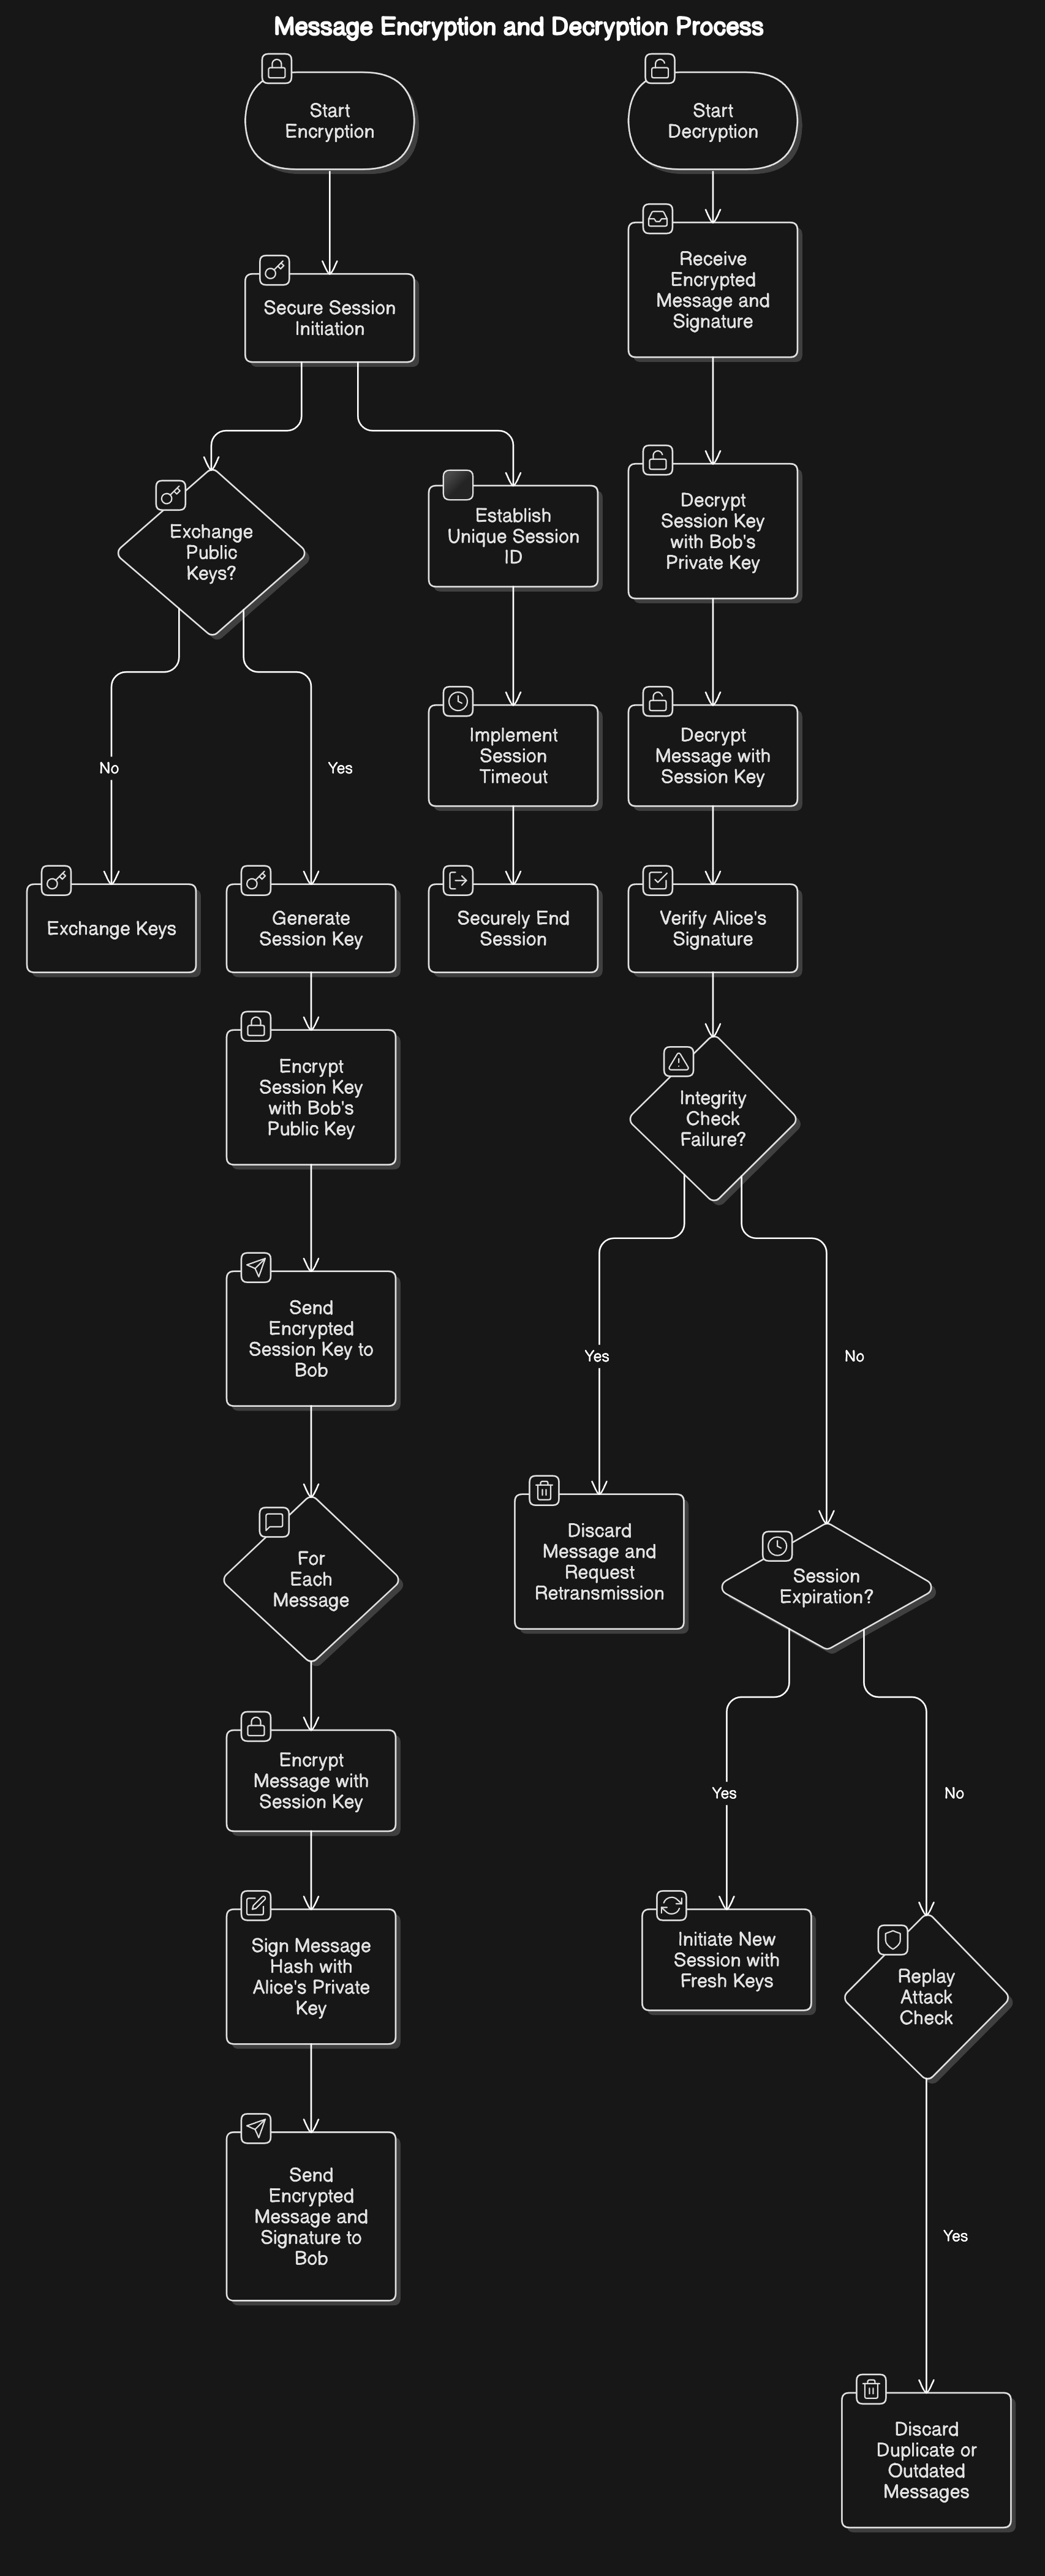 Message Encryption and Decryption Process
Start
Encryption
Secure Session
Initiation
Exchange
Public
Keys?
No
Yes
Exchange Keys
Generate
Session Key
Encrypt
Session Key
with Bob's
Public Key
Send
Encrypted
Session Key to
Bob
For
Each
Message
Encrypt
Message with
Session Key
Sign Message
Hash with
Alice's Private
Key
Send
Encrypted
Message and
Signature to
Bob
Establish
Unique Session
ID
Implement
Session
Timeout
Securely End
Session
Start
Decryption
Receive
Encrypted
Message and
Signature
Decrypt
Session Key
with Bob's
Private Key
Decrypt
Message with
Session Key
Verify Alice's
Signature
Integrity
Check
Failure?
Yes
No
Discard
Message and
Request
Retransmission
Session
Expiration?
Yes
No
Initiate New
Session with
Fresh Keys
Replay
Attack
Check
Yes
Discard
Duplicate or
Outdated
Messages